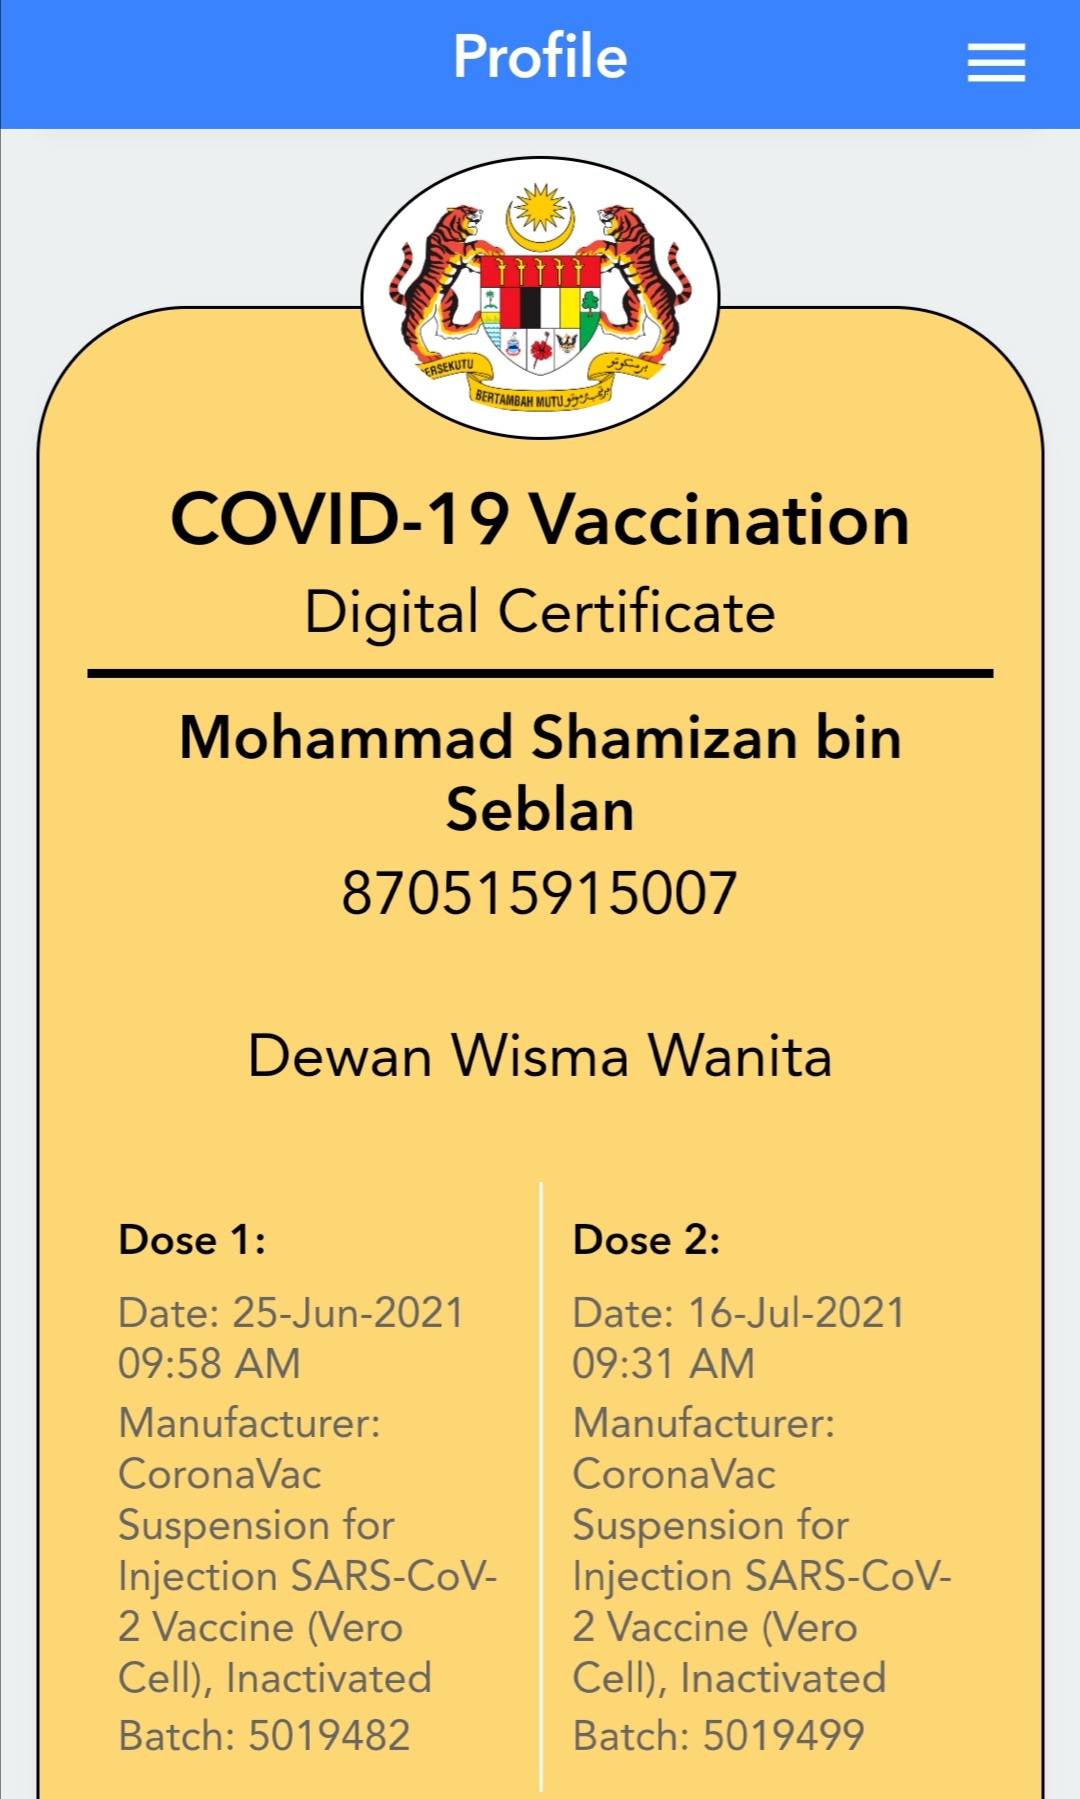 Profile
ERSEKUTU
BERTAMBAH MUTU
COVID-19 Vaccination
Digital Certificate
Mohammad Shamizan bin
Seblan
870515915007
Dewan Wisma Wanita
Dose 1:
Date: 25-Jun-2021
09:58 AM
Manufacturer:
CoronaVac
Suspension for
Injection SARS-CoV-
2 Vaccine (Vero
Cell), Inactivated
Batch: 5019482
Dose 2:
Date: 16-Jul-2021
09:31 AM
Manufacturer:
CoronaVac
Suspension for
Injection SARS-CoV-
2 Vaccine (Vero
Cell), Inactivated
Batch: 5019499